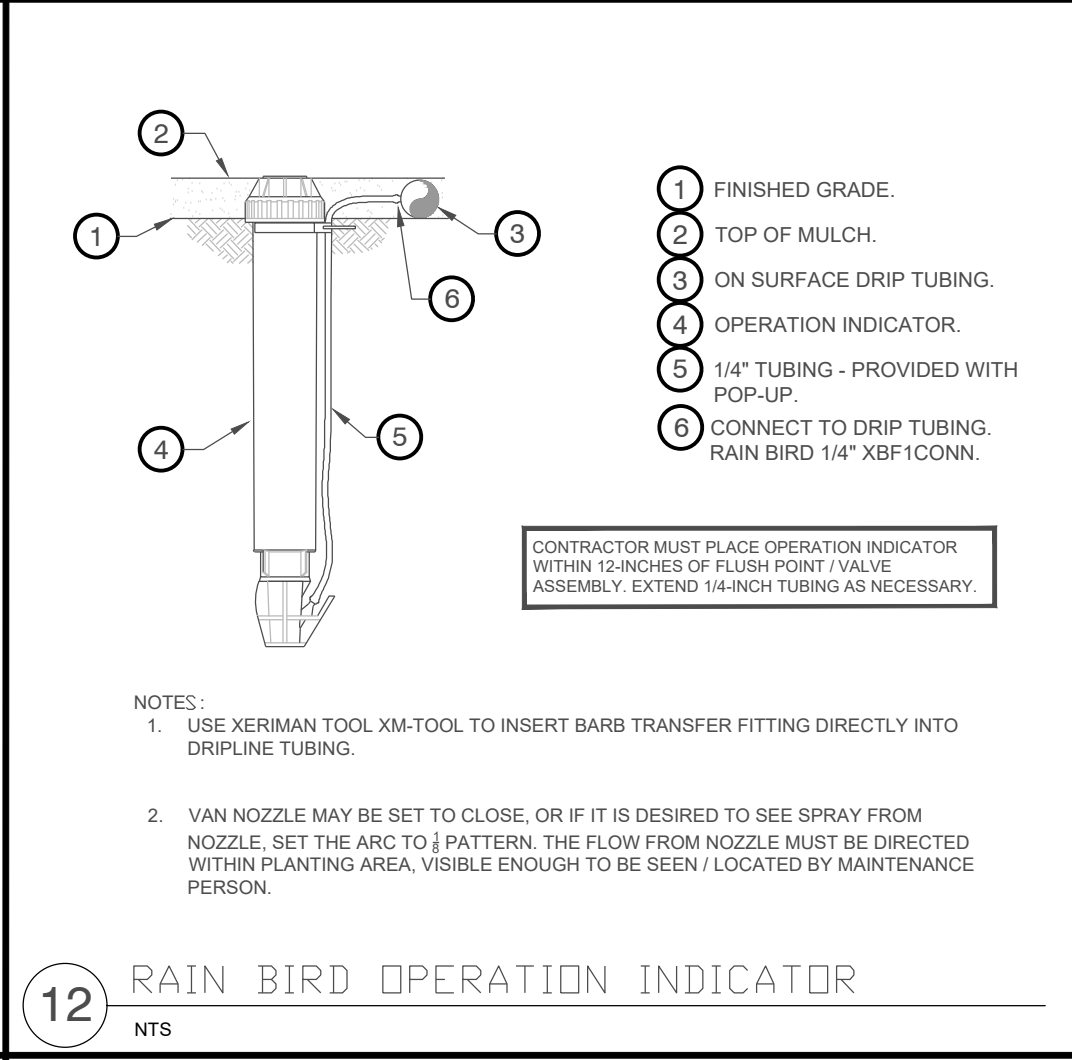 2
1
3
6
4
5
1 FINISHED GRADE.
2 TOP OF MULCH.
3 ON SURFACE DRIP TUBING.
4 OPERATION INDICATOR.
5 1/4" TUBING - PROVIDED WITH
POP-UP.
6 CONNECT TO DRIP TUBING.
RAIN BIRD 1/4" XBF1CONN.
CONTRACTOR MUST PLACE OPERATION INDICATOR
WITHIN 12-INCHES OF FLUSH POINT / VALVE
ASSEMBLY. EXTEND 1/4-INCH TUBING AS NECESSARY.
NOTES:
1. USE XERIMAN TOOL XM-TOOL TO INSERT BARB TRANSFER FITTING DIRECTLY INTO
DRIPLINE TUBING.
2. VAN NOZZLE MAY BE SET TO CLOSE, OR IF IT IS DESIRED TO SEE SPRAY FROM
NOZZLE, SET THE ARC TO 1/8 PATTERN. THE FLOW FROM NOZZLE MUST BE DIRECTED
WITHIN PLANTING AREA, VISIBLE ENOUGH TO BE SEEN / LOCATED BY MAINTENANCE
PERSON.
12 RAIN BIRD OPERATION INDICATOR
NTS